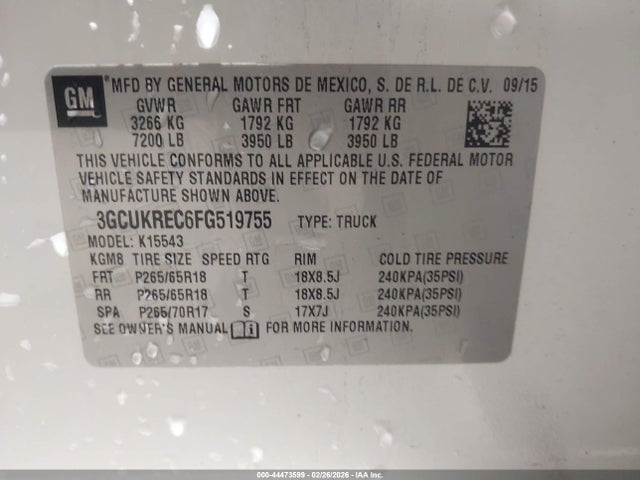 GM ® MFD BY GENERAL MOTORS DE MEXICO, S. DE R.L. DE C.V. 09/15
GVWR GAWR FRT GAWR RR
3266 KG 1792 KG 1792 KG
7200 LB 3950 LB 3950 LB
THIS VEHICLE CONFORMS TO ALL APPLICABLE U.S. FEDERAL MOTOR
VEHICLE SAFETY STANDARDS IN EFFECT ON THE DATE OF
MANUFACTURE SHOWN ABOVE.
3GCUKREC6FG519755 TYPE: TRUCK
MODEL: K15543
KGM8 TIRE SIZE SPEED RTG RIM COLD TIRE PRESSURE
FRT P265/65R18 T 18X8.5J 240KPA(35PSI)
RR P265/65R18 T 18X8.5J 240KPA(35PSI)
SPA P265/70R17 S 17X7J 240KPA(35PSI)
SEE OWNER'S MANUAL FOR MORE INFORMATION.
000-44473599 - 02/26/2026 - IAAI.COM